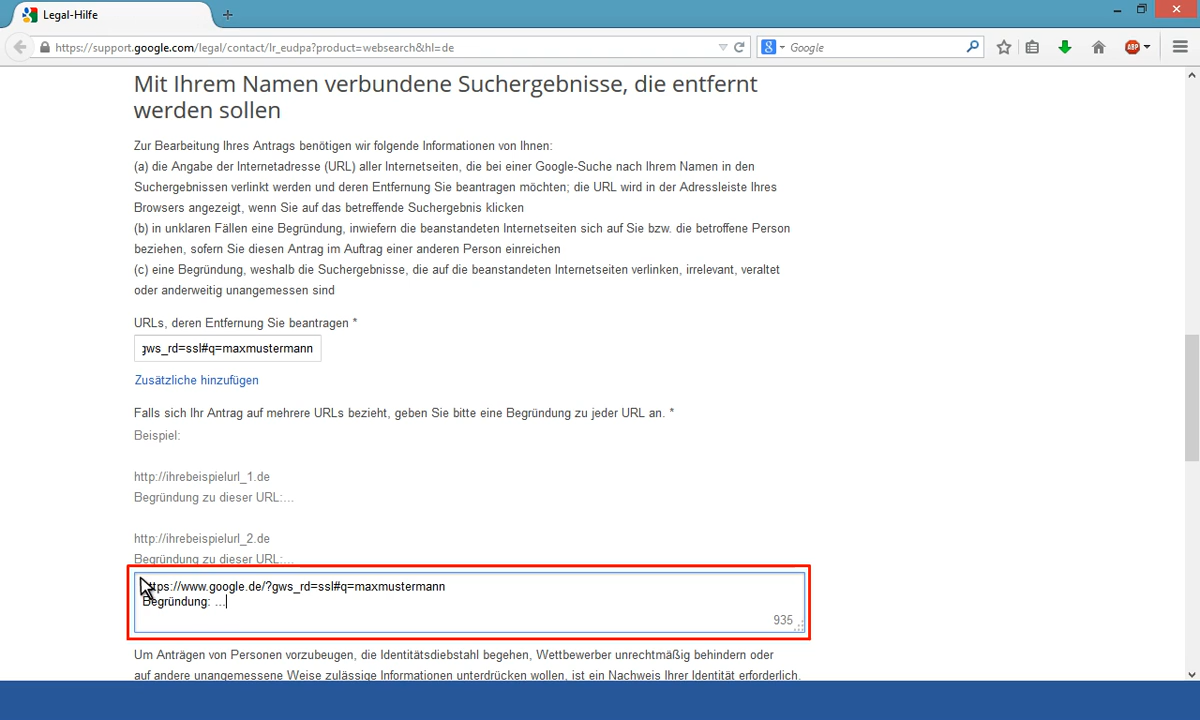 Legal-Hilfe
https://support.google.com/legal/contact/lr_eudpa?product=websearch&hl=de
Google
ABP
Mit Ihrem Namen verbundene Suchergebnisse, die entfernt
werden sollen
Zur Bearbeitung Ihres Antrags benötigen wir folgende Informationen von Ihnen:
(a) die Angabe der Internetadresse (URL) aller Internetseiten, die bei einer Google-Suche nach Ihrem Namen in den
Suchergebnissen verlinkt werden und deren Entfernung Sie beantragen möchten; die URL wird in der Adressleiste Ihres
Browsers angezeigt, wenn Sie auf das betreffende Suchergebnis klicken
(b) in unklaren Fällen eine Begründung, inwiefern die beanstandeten Internetseiten sich auf Sie bzw. die betroffene Person
beziehen, sofern Sie diesen Antrag im Auftrag einer anderen Person einreichen
(c) eine Begründung, weshalb die Suchergebnisse, die auf die beanstandeten Internetseiten verlinken, irrelevant, veraltet
oder anderweitig unangemessen sind
URLs, deren Entfernung Sie beantragen *
gws_rd=ssl#q=maxmustermann
Zusätzliche hinzufügen
Falls sich Ihr Antrag auf mehrere URLs bezieht, geben Sie bitte eine Begründung zu jeder URL an. *
Beispiel:
http://ihrebeispielurl_1.de
Begründung zu dieser URL:...
http://ihrebeispielurl_2.de
Begründung zu dieser URL:...
https://www.google.de/?gws_rd=ssl#q=maxmustermann
Begründung: ...
935
Um Anträgen von Personen vorzubeugen, die Identitätsdiebstahl begehen, Wettbewerber unrechtmäßig behindern oder
auf andere unangemessene Weise zulässige Informationen unterdrücken wollen, ist ein Nachweis Ihrer Identität erforderlich.